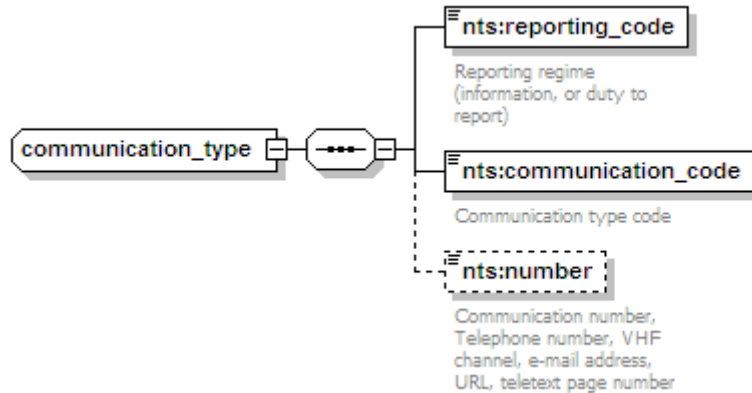 nts:reporting_code
Reporting regime
(information, or duty to
report)
communication_type
nts:communication_code
Communication type code
nts:number
Communication number,
Telephone number, VHF
channel, e-mail address,
URL, teletext page number